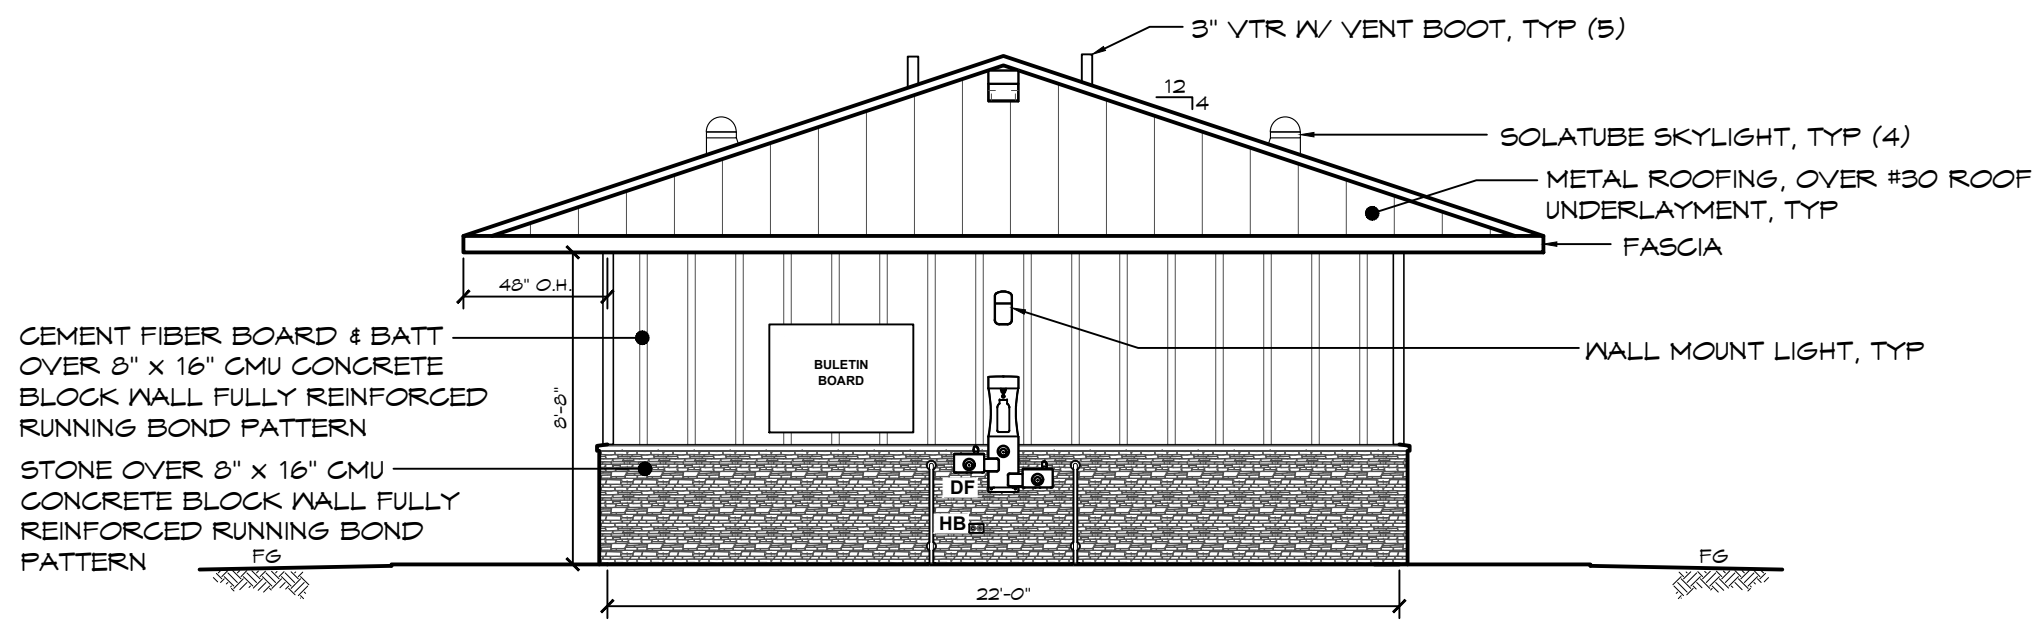 3" VTR W/ VENT BOOT, TYP (5)
12
4
SOLATUBE SKYLIGHT, TYP (4)
METAL ROOFING, OVER #30 ROOF
UNDERLAYMENT, TYP
FASCIA
48" O.H.
CEMENT FIBER BOARD & BATT
OVER 8" X 16" CMU CONCRETE
BLOCK WALL FULLY REINFORCED
RUNNING BOND PATTERN
8'-8"
BULETIN
BOARD
WALL MOUNT LIGHT, TYP
STONE OVER 8" X 16" CMU
CONCRETE BLOCK WALL FULLY
REINFORCED RUNNING BOND
PATTERN
DF
HB
FG
FG
22'-0"